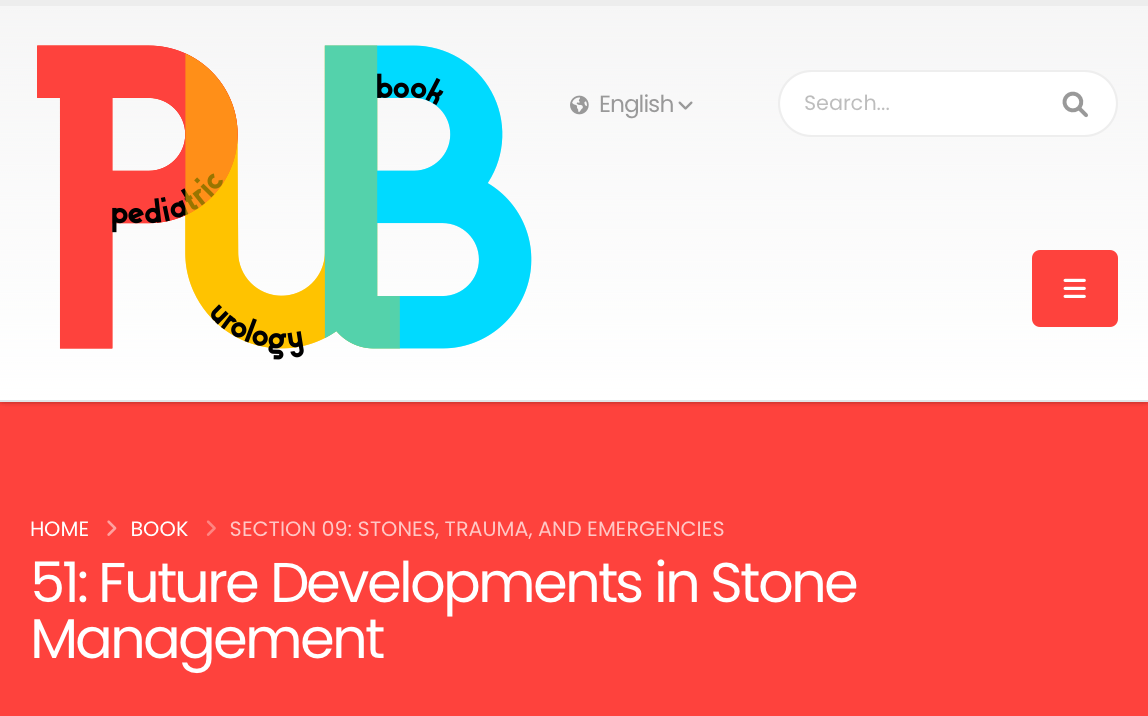 PUB
pediatric
urology
book
English
Search...
HOME BOOK SECTION 09: STONES, TRAUMA, AND EMERGENCIES
51: Future Developments in Stone
Management